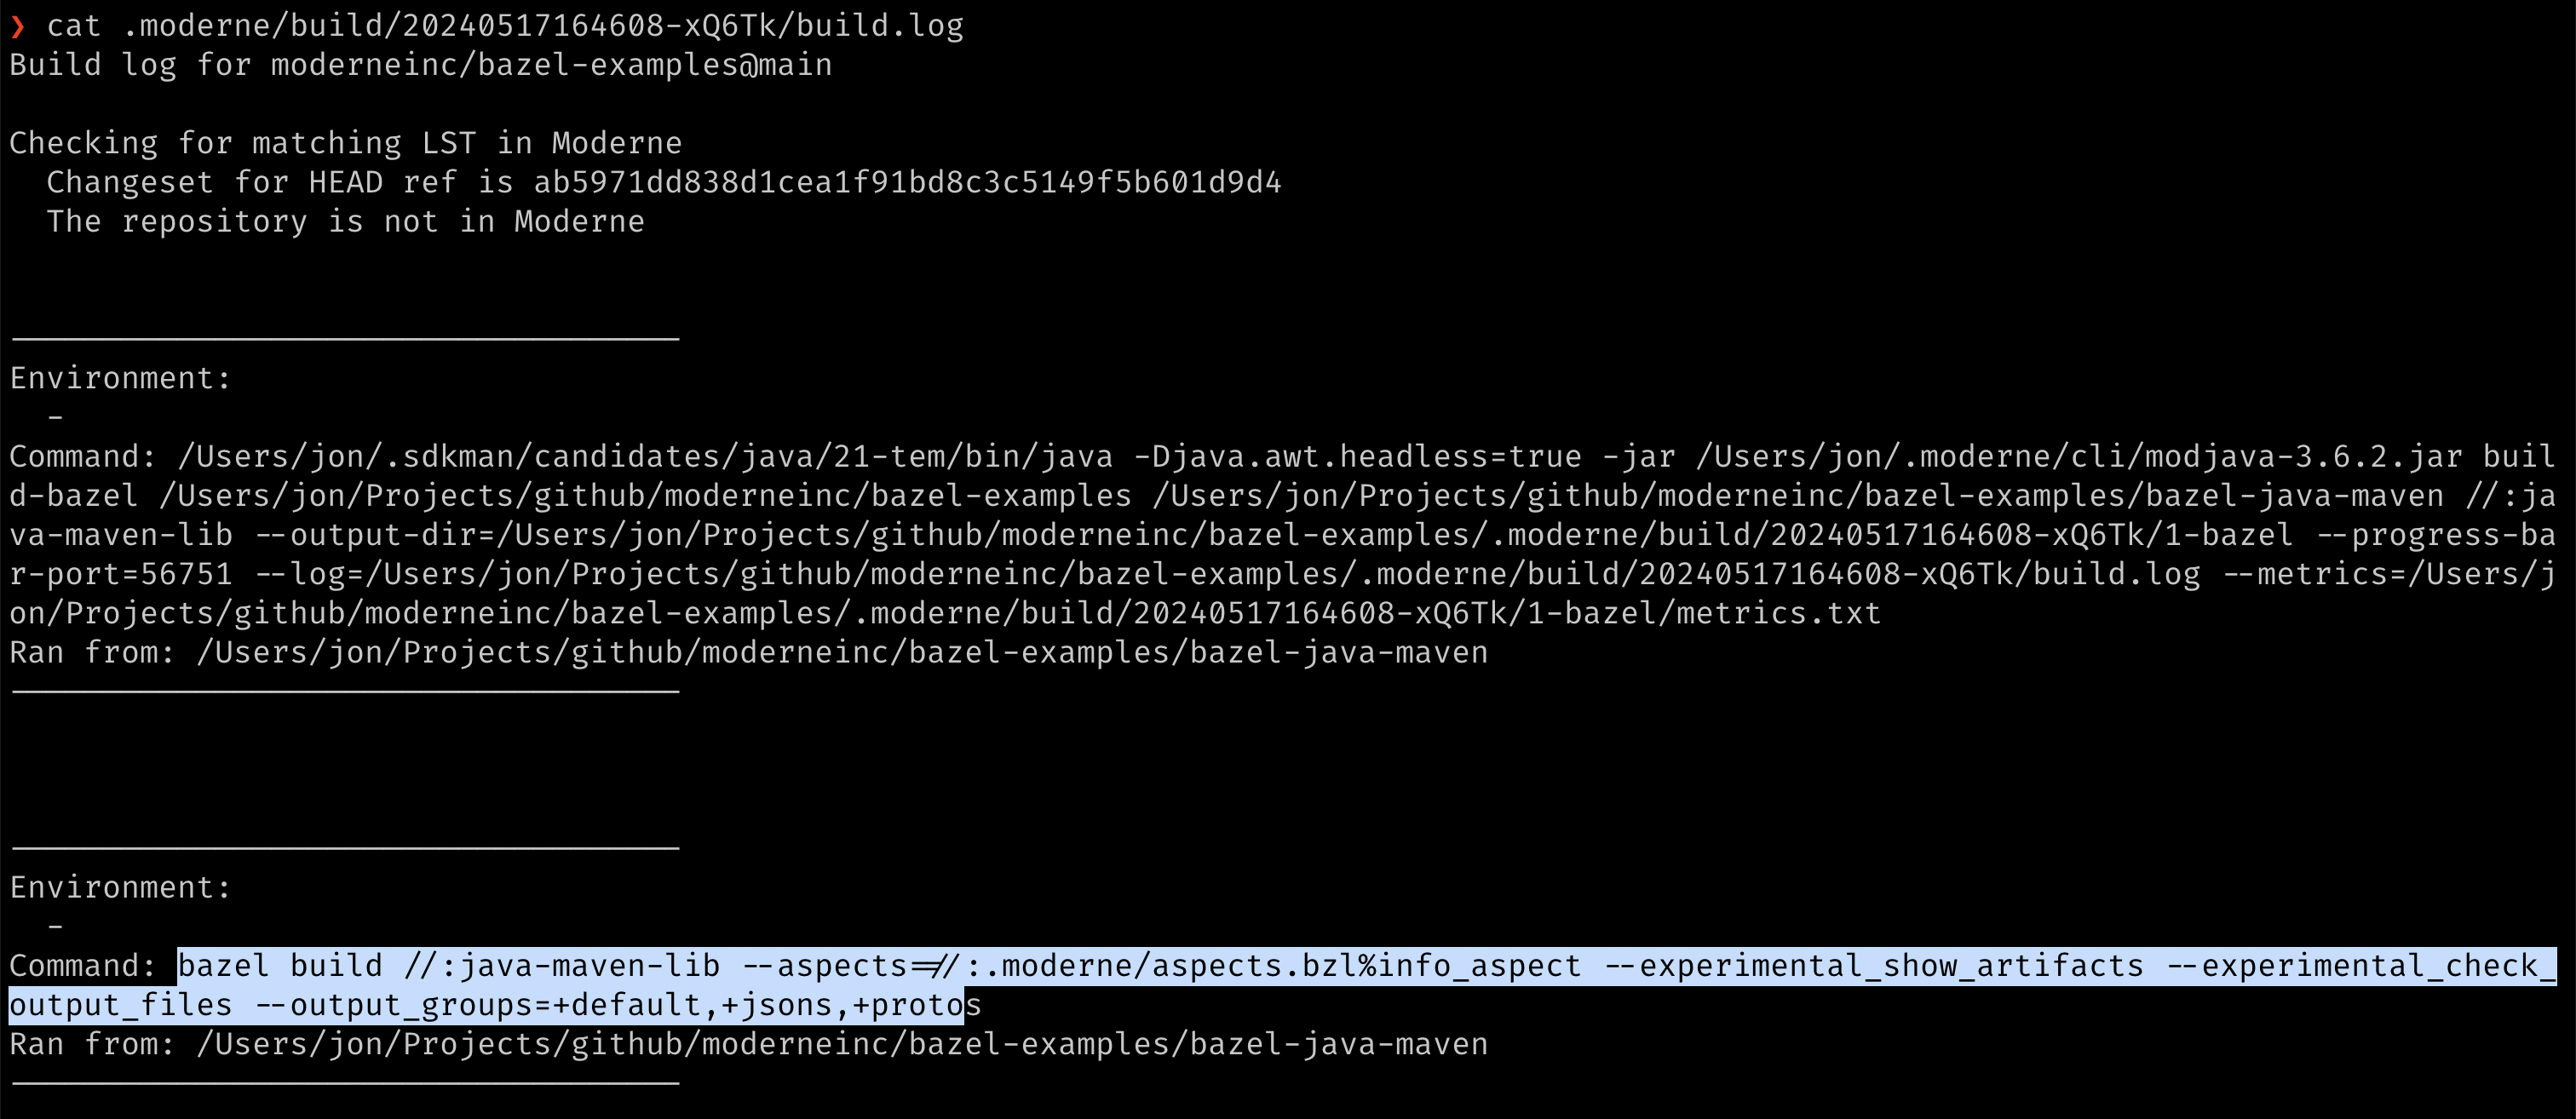 ❯ cat .moderne/build/20240517164608-xQ6Tk/build.log
Build log for moderneinc/bazel-examples@main
Checking for matching LST in Moderne
  Changeset for HEAD ref is ab5971dd838d1cea1f91bd8c3c5149f5b601d9d4
  The repository is not in Moderne
Environment:
  -
Command: /Users/jon/.sdkman/candidates/java/21-tem/bin/java -Djava.awt.headless=true -jar /Users/jon/.moderne/cli/modjava-3.6.2.jar buil
d-bazel /Users/jon/Projects/github/moderneinc/bazel-examples /Users/jon/Projects/github/moderneinc/bazel-examples/bazel-java-maven //:ja
va-maven-lib --output-dir=/Users/jon/Projects/github/moderneinc/bazel-examples/.moderne/build/20240517164608-xQ6Tk/1-bazel --progress-ba
r-port=56751 --log=/Users/jon/Projects/github/moderneinc/bazel-examples/.moderne/build/20240517164608-xQ6Tk/build.log --metrics=/Users/j
on/Projects/github/moderneinc/bazel-examples/.moderne/build/20240517164608-xQ6Tk/1-bazel/metrics.txt
Ran from: /Users/jon/Projects/github/moderneinc/bazel-examples/bazel-java-maven
Environment:
  -
Command: bazel build //:java-maven-lib --aspects==//:.moderne/aspects.bzl%info_aspect --experimental_show_artifacts --experimental_check_
output_files --output_groups=+default,+jsons,+protos
Ran from: /Users/jon/Projects/github/moderneinc/bazel-examples/bazel-java-maven